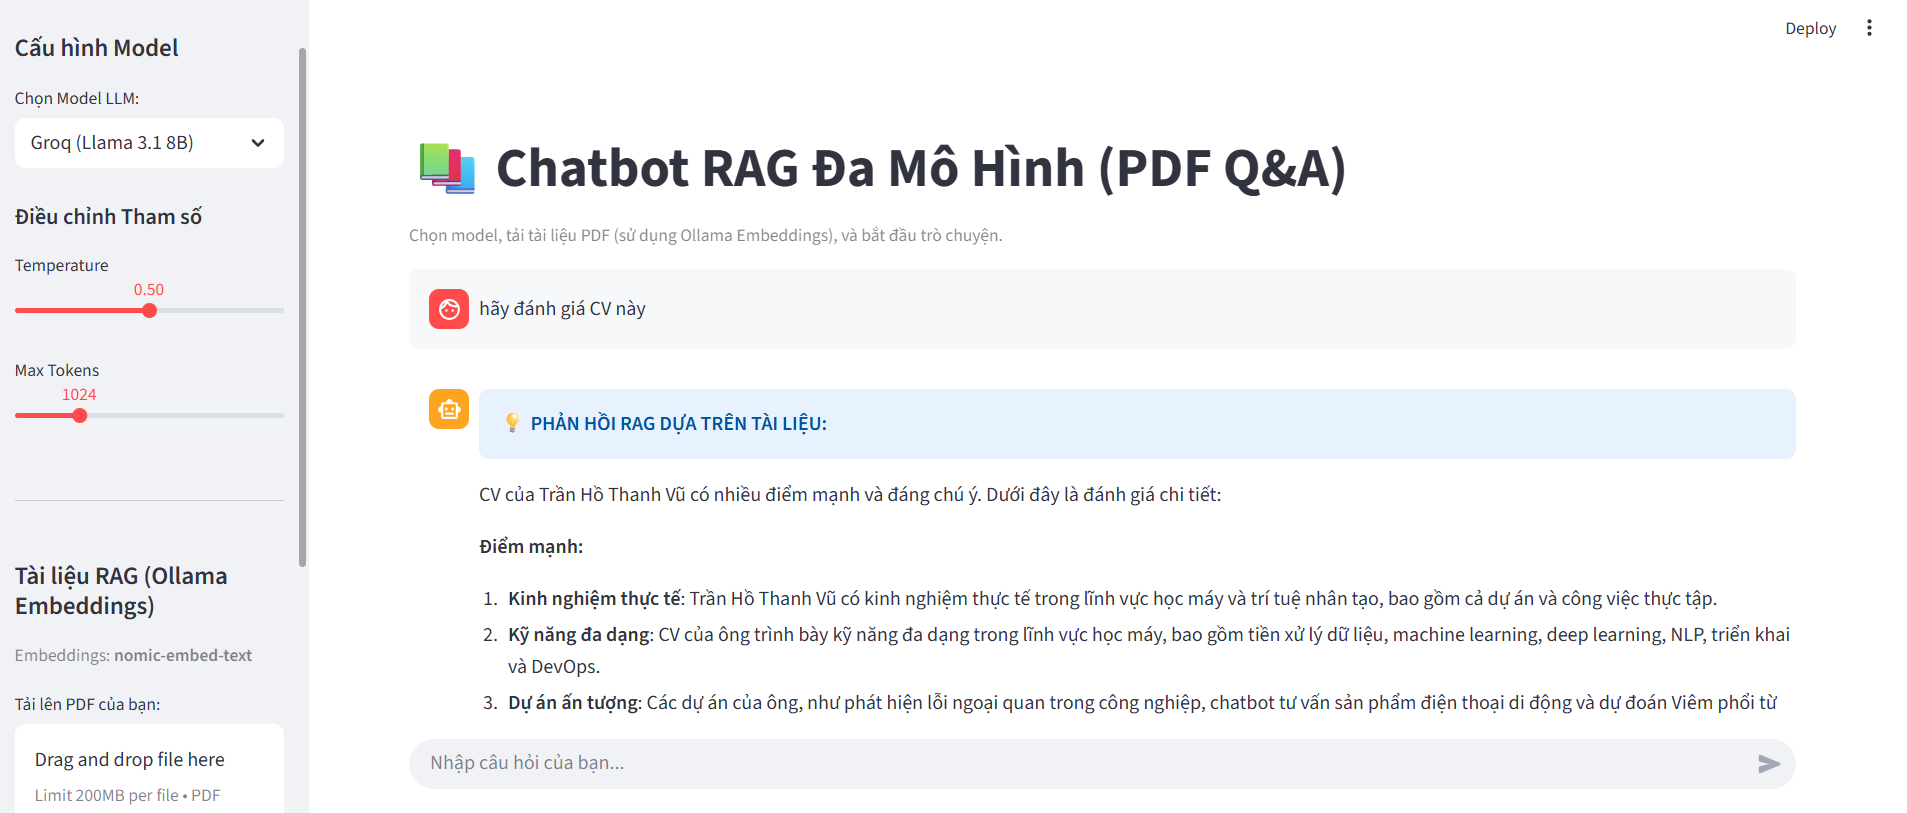 Cấu hình Model
Chọn Model LLM:
Groq (Llama 3.1 8B)
Điều chỉnh Tham số
Temperature
0.50
Max Tokens
1024
Tài liệu RAG (Ollama
Embeddings)
Embeddings: nomic-embed-text
Tải lên PDF của bạn:
Drag and drop file here
Limit 200MB per file • PDF
Deploy
Chatbot RAG Đa Mô Hình (PDF Q&A)
Chọn model, tải tài liệu PDF (sử dụng Ollama Embeddings), và bắt đầu trò chuyện.
hãy đánh giá CV này
PHẢN HỒI RAG DỰA TRÊN TÀI LIỆU:
CV của Trần Hồ Thanh Vũ có nhiều điểm mạnh và đáng chú ý. Dưới đây là đánh giá chi tiết:
Điểm mạnh:
1. Kinh nghiệm thực tế: Trần Hồ Thanh Vũ có kinh nghiệm thực tế trong lĩnh vực học máy và trí tuệ nhân tạo, bao gồm cả dự án và công việc thực tập.
2. Kỹ năng đa dạng: CV của ông trình bày kỹ năng đa dạng trong lĩnh vực học máy, bao gồm tiền xử lý dữ liệu, machine learning, deep learning, NLP, triển khai
và DevOps.
3. Dự án ấn tượng: Các dự án của ông, như phát hiện lỗi ngoại quan trong công nghiệp, chatbot tư vấn sản phẩm điện thoại di động và dự đoán Viêm phổi từ
Nhập câu hỏi của bạn...